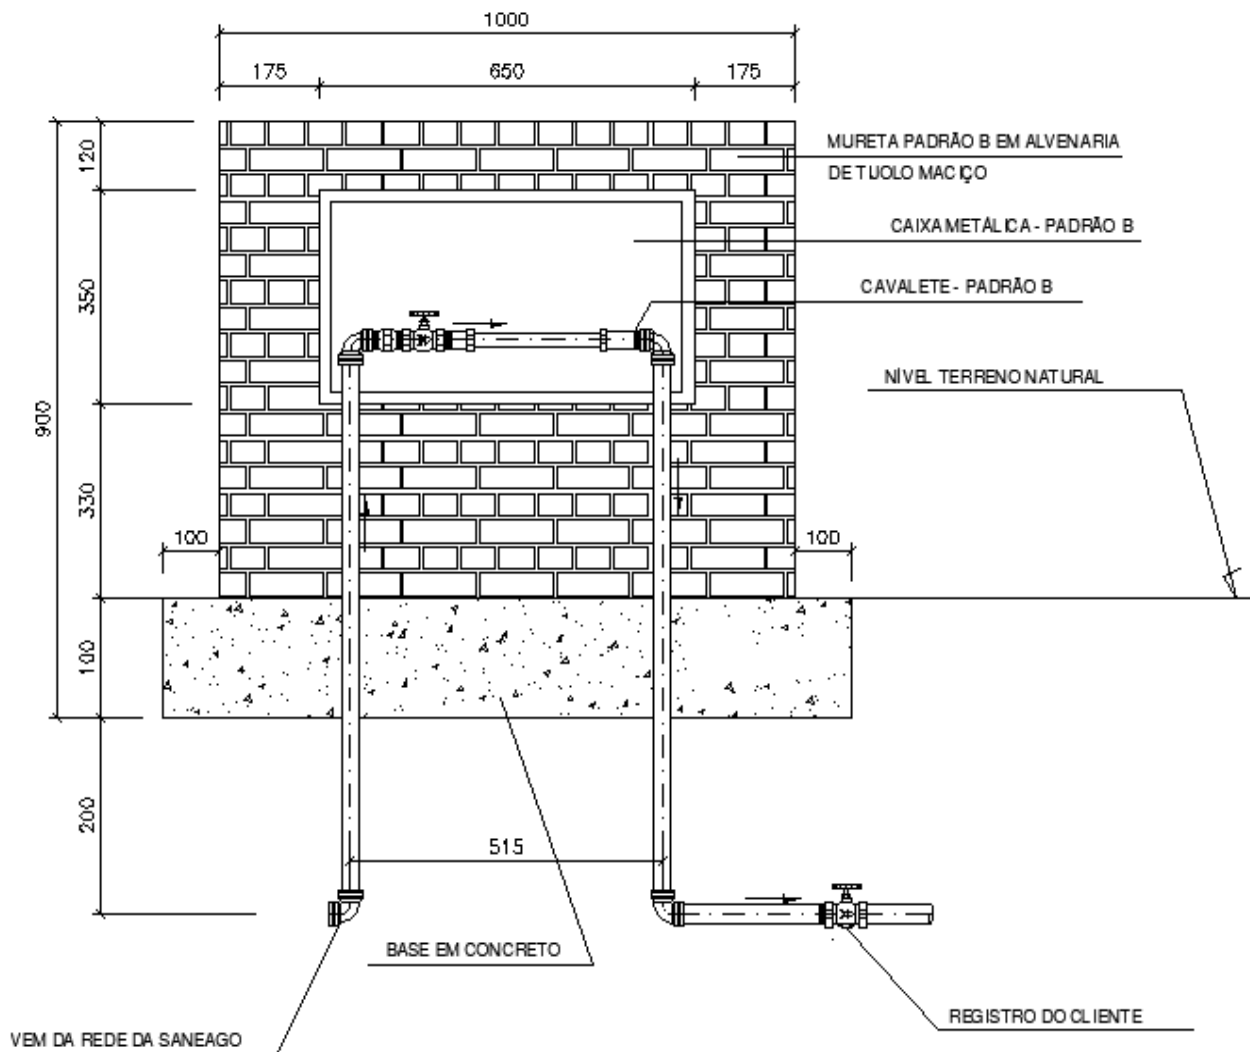 1000
175
650
175
120
MURETA PADRÃO B EM ALVENARIA
DE TIJOLO MACIÇO
CAIXA METÁLICA - PADRÃO B
350
CAVALETE - PADRÃO B
NÍVEL TERRENO NATURAL
900
330
100
100
100
200
515
BASE EM CONCRETO
REGISTRO DO CLIENTE
VEM DA REDE DA SANEAGO